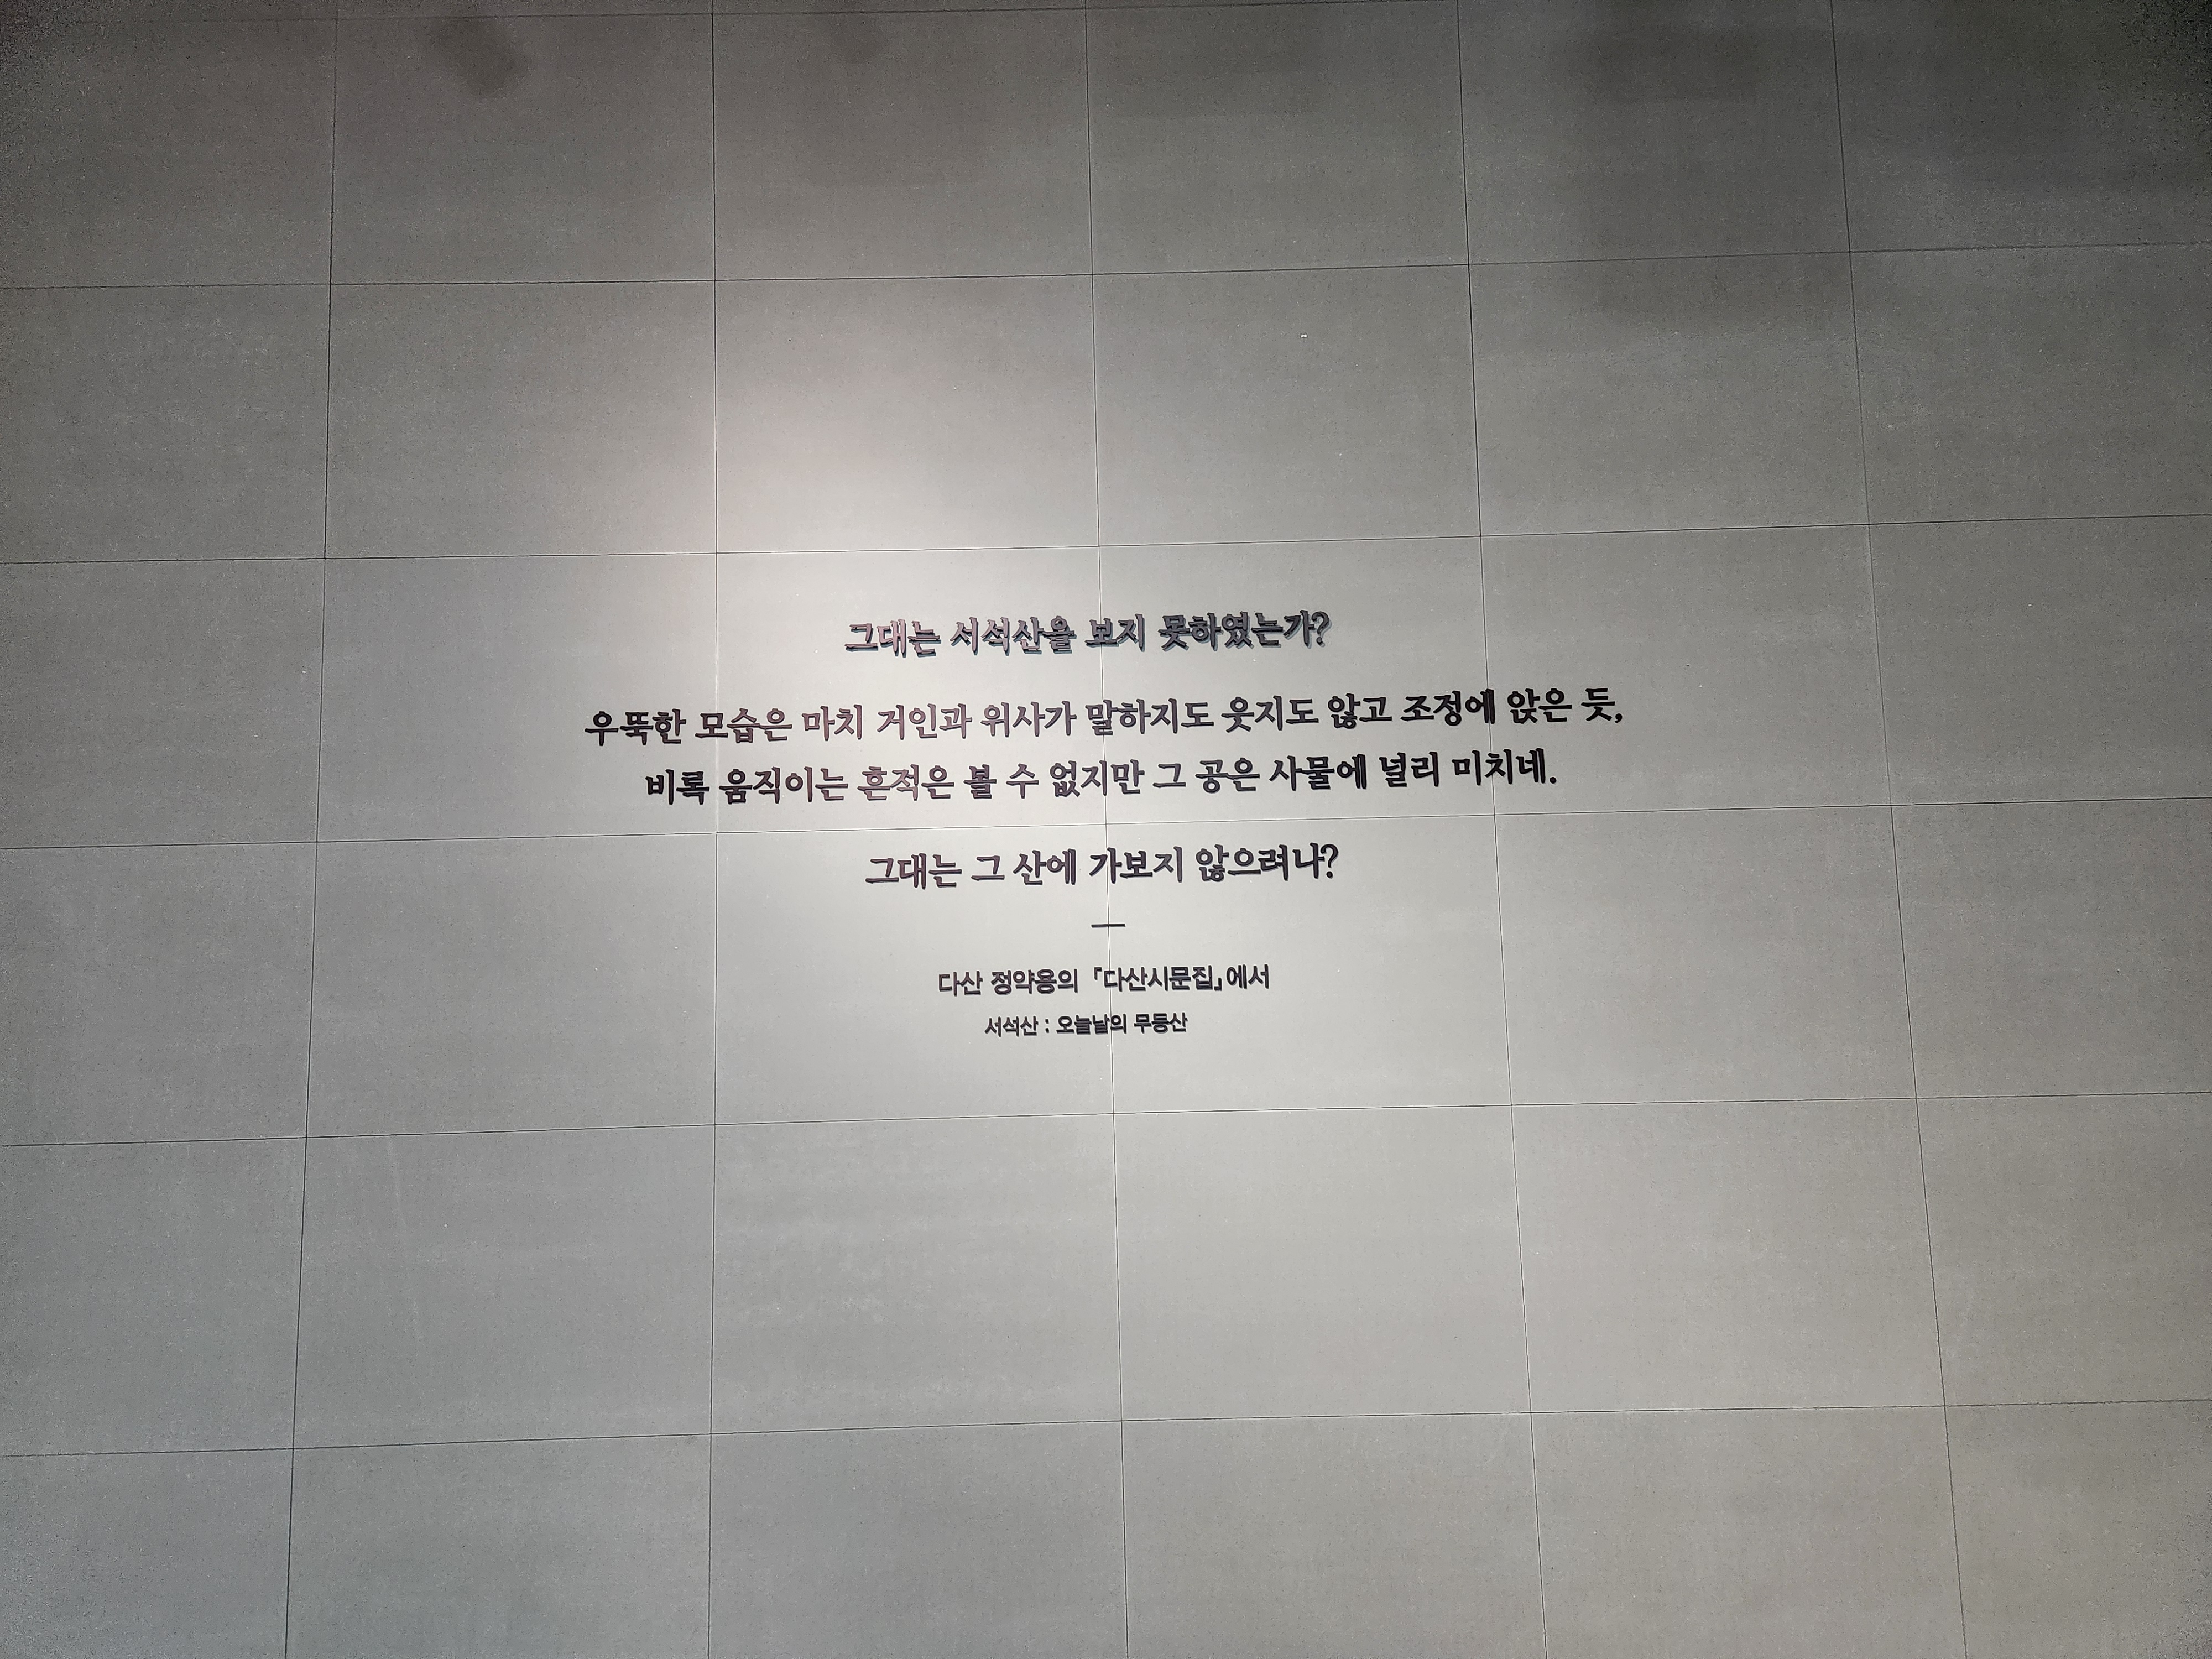 그대는 서석산을 보지 못하였는가?
우뚝한 모습은 마치 거인과 위사가 말하지도 웃지도 않고 조정에 앉은 듯,
비록 움직이는 흔적은 볼 수 없지만 그 공은 사물에 널리 미치네.
그대는 그 산에 가보지 않으려나?
—
다산 정약용의 「다산시문집」에서
서석산 : 오늘날의 무등산